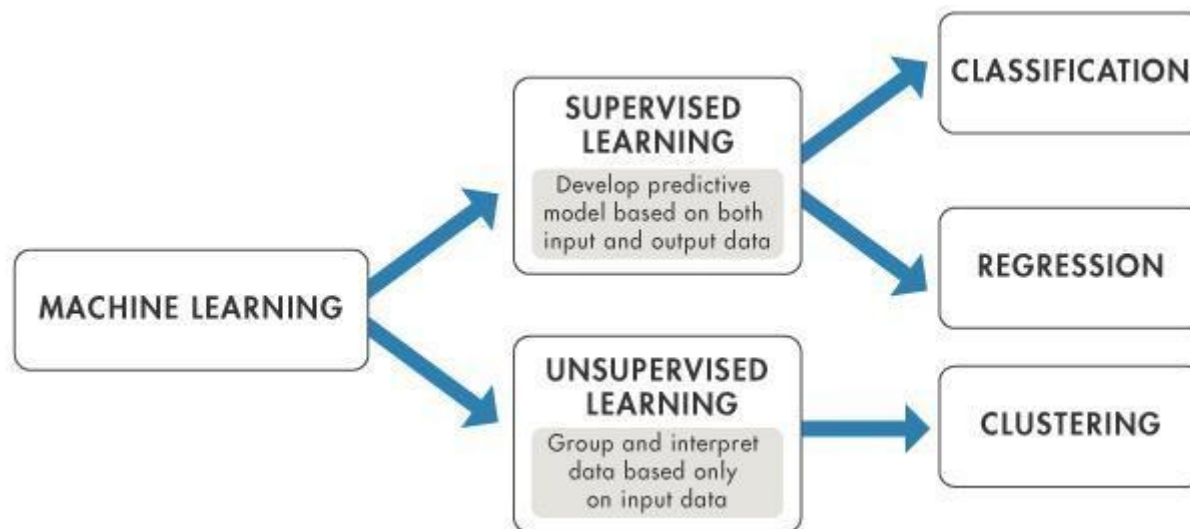 MACHINE LEARNING
SUPERVISED
LEARNING
Develop predictive
model based on both
input and output data
UNSUPERVISED
LEARNING
Group and interpret
data based only
on input data
CLASSIFICATION
REGRESSION
CLUSTERING